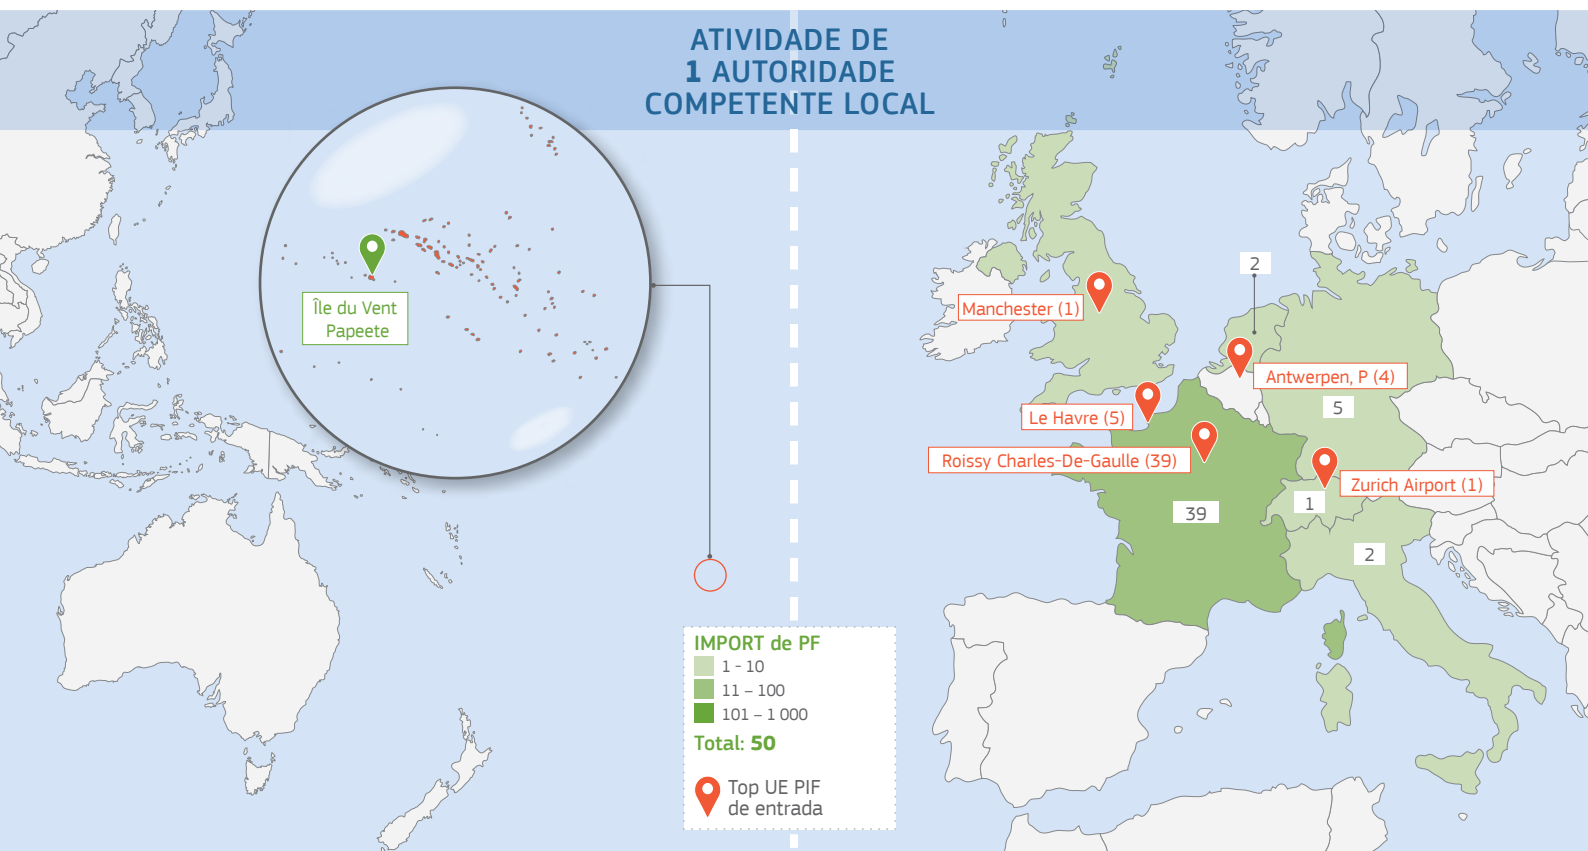 ATIVIDADE DE
1 AUTORIDADE
COMPETENTE LOCAL
Île du Vent
Papeete
2
Manchester (1)
Antwerpen, P (4)
5
Le Havre (5)
Roissy Charles-De-Gaulle (39)
Zurich Airport (1)
1
39
2
IMPORT de PF
1 - 10
11 – 100
101 – 1 000
Total: 50
Top UE PIF
de entrada